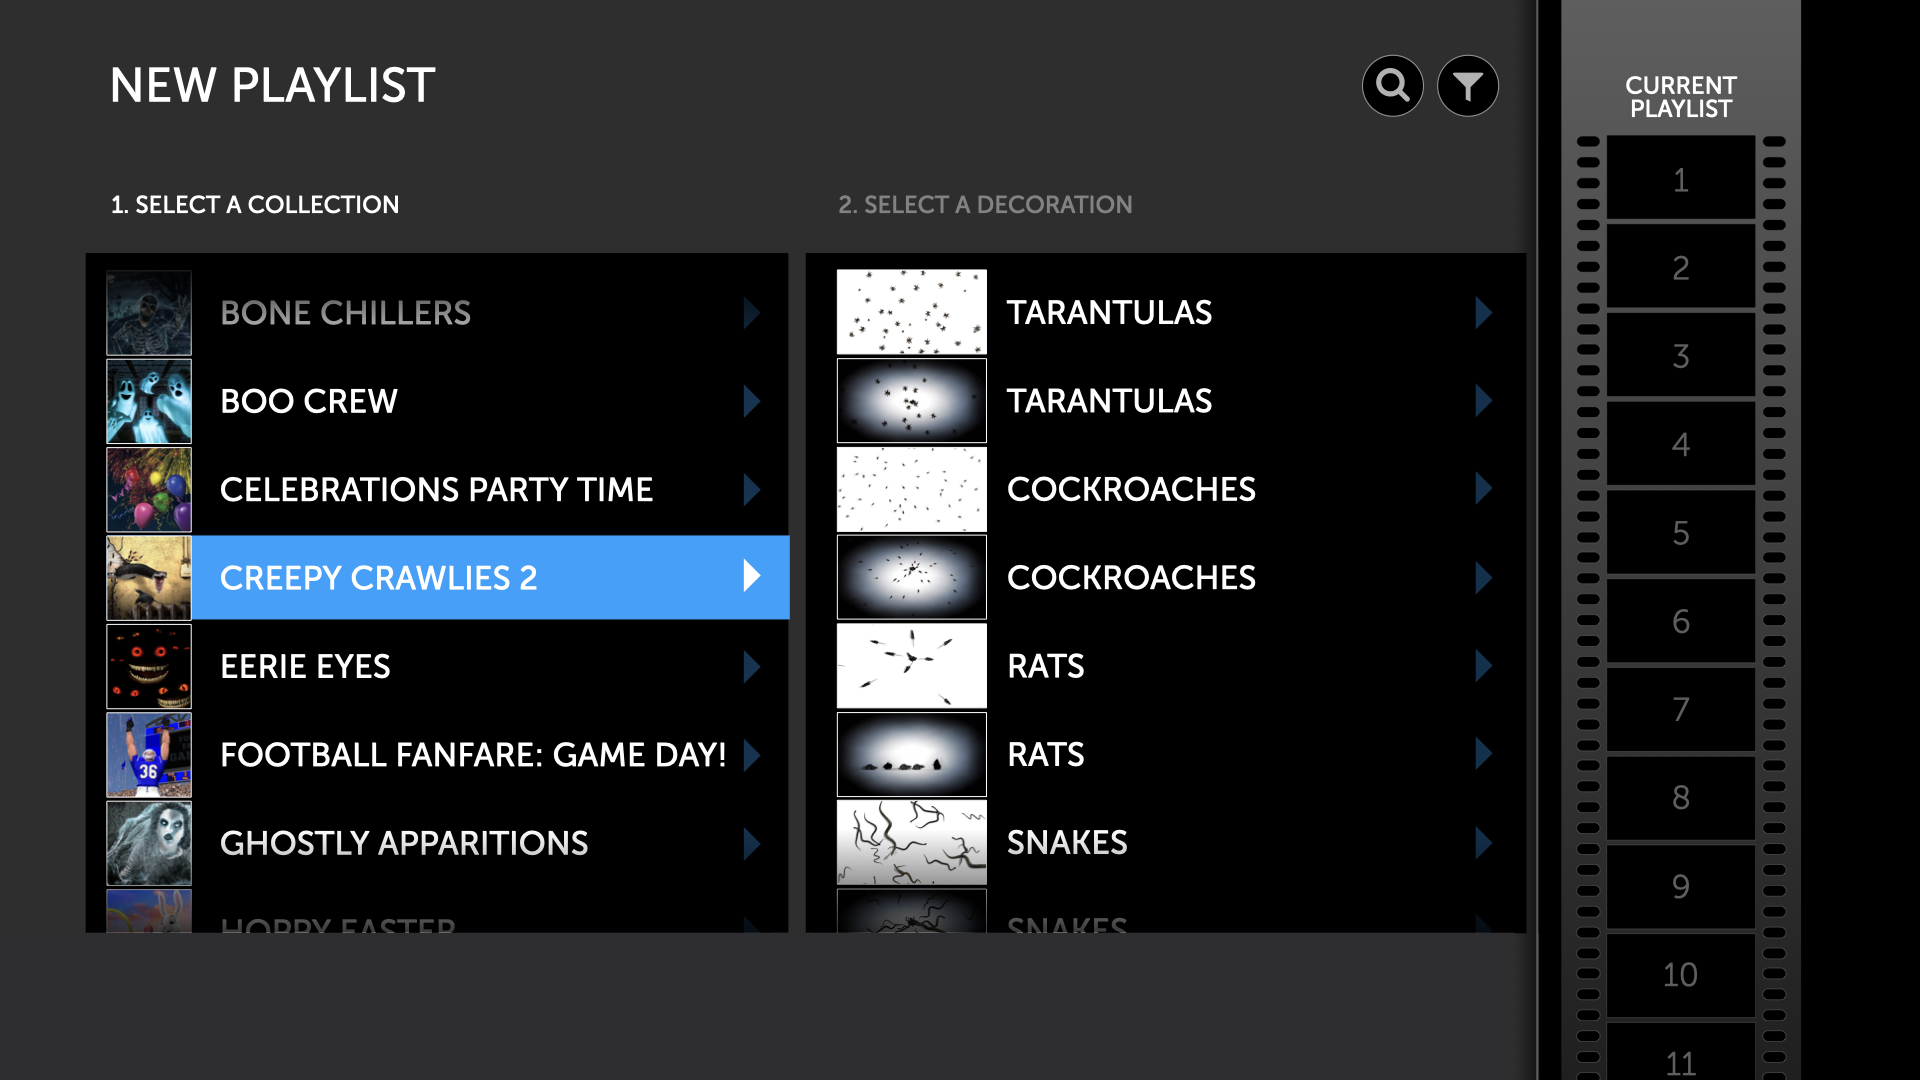 NEW PLAYLIST
1. SELECT A COLLECTION
BONE CHILLERS
BOO CREW
CELEBRATIONS PARTY TIME
CREEPY CRAWLIES 2
EERIE EYES
36
FOOTBALL FANFARE: GAME DAY!
GHOSTLY APPARITIONS
HOPPY EASTER
2. SELECT A DECORATION
TARANTULAS
TARANTULAS
COCKROACHES
COCKROACHES
RATS
RATS
SNAKES
SNAKES
CURRENT
PLAYLIST
1
2
3
4
5
6
7
8
9
10
11